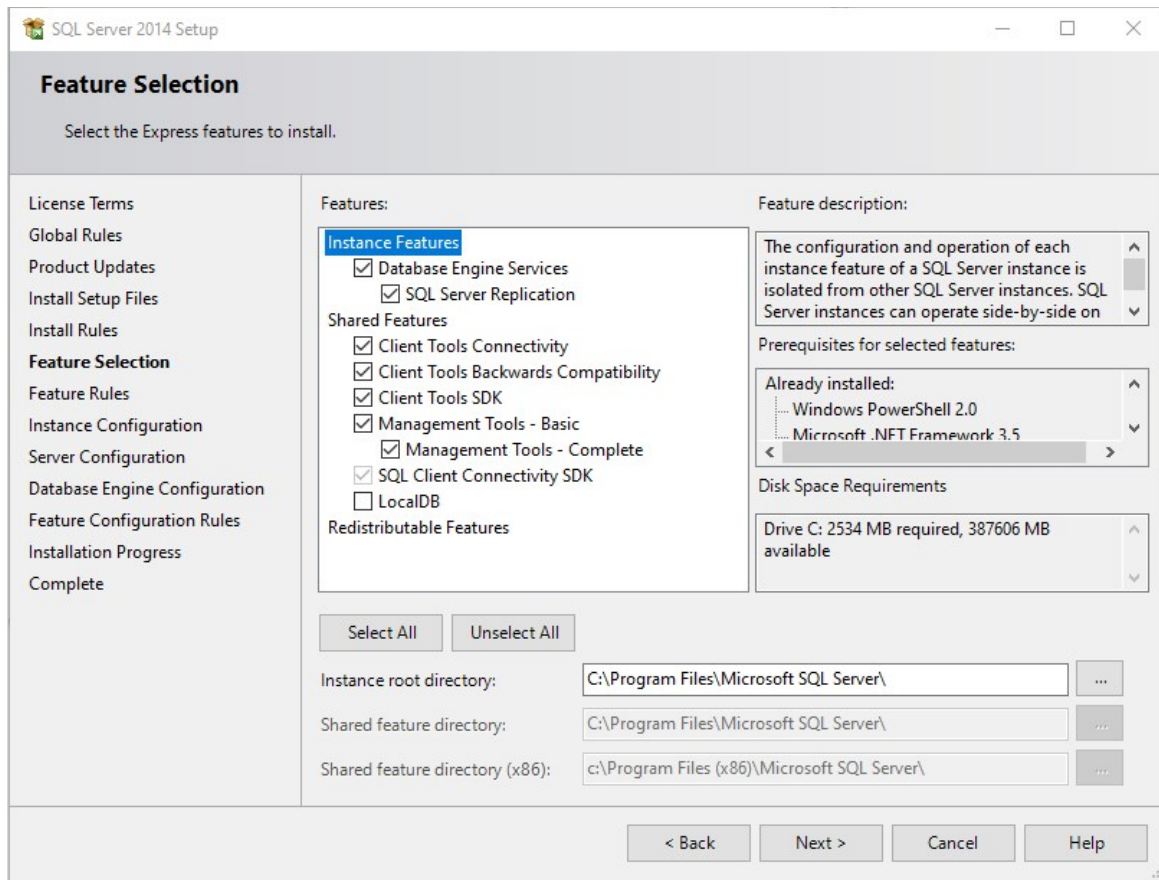 SQL Server 2014 Setup
Feature Selection
Select the Express features to install.
License Terms
Global Rules
Product Updates
Install Setup Files
Install Rules
Feature Selection
Feature Rules
Instance Configuration
Server Configuration
Database Engine Configuration
Feature Configuration Rules
Installation Progress
Complete
Features:
Instance Features
Database Engine Services
SQL Server Replication
Shared Features
Client Tools Connectivity
Client Tools Backwards Compatibility
Client Tools SDK
Management Tools - Basic
Management Tools - Complete
SQL Client Connectivity SDK
LocalDB
Redistributable Features
Feature description:
The configuration and operation of each
instance feature of a SQL Server instance is
isolated from other SQL Server instances. SQL
Server instances can operate side-by-side on
Prerequisites for selected features:
Already installed:
Windows PowerShell 2.0
Microsoft .NET Framework 3.5
Disk Space Requirements
Drive C: 2534 MB required, 387606 MB
available
Select All
Unselect All
Instance root directory:
C:\Program Files\Microsoft SQL Server\
...
Shared feature directory:
C:\Program Files\Microsoft SQL Server\
...
Shared feature directory (x86):
c:\Program Files (x86)\Microsoft SQL Server\
...
< Back
Next >
Cancel
Help